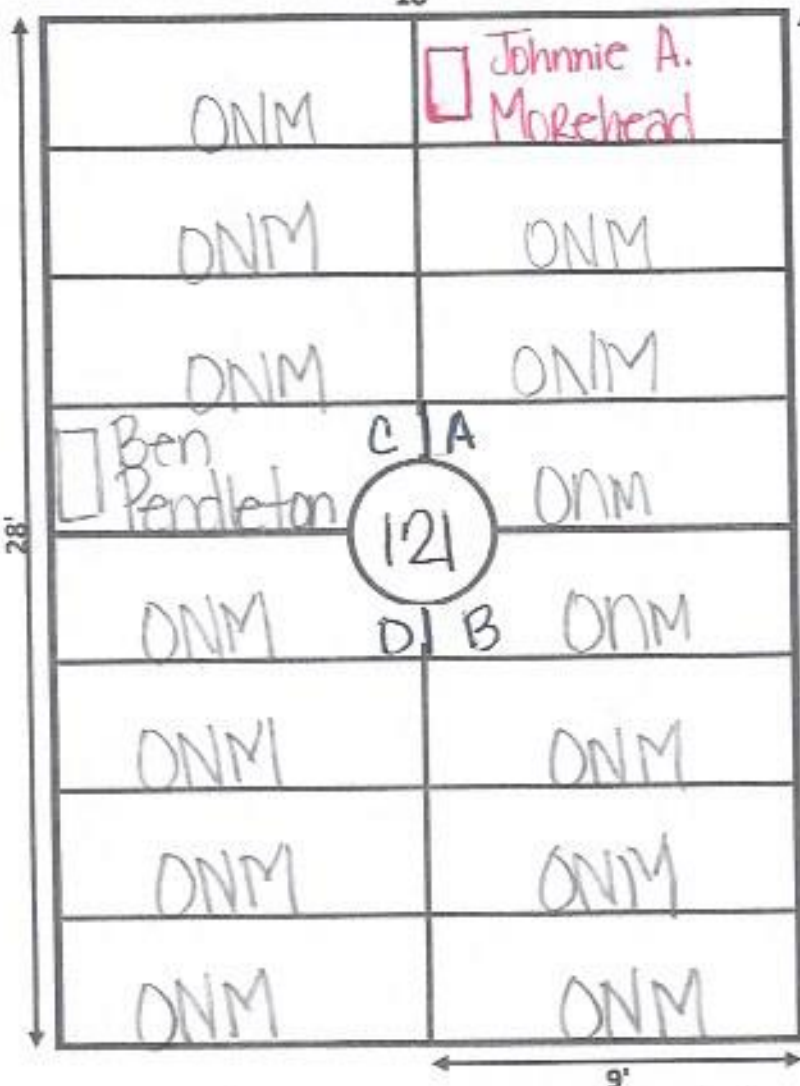 ONM
Johnnie A.
Morehead
ONM
ONM
ONM
ONM
Ben
Pendleton
C
A
OnM
121
28'
ONM
D
B
OnM
ONM
ONM
ONM
ONM
ONM
ONM
9'